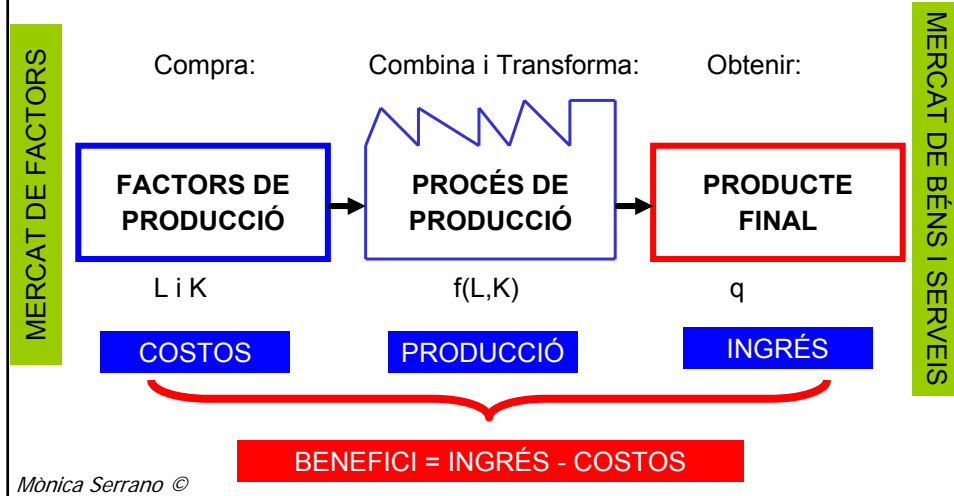 MERCAT DE FACTORS
Compra:
Combina i Transforma:
Obtenir:
FACTORS DE
PRODUCCIÓ
PROCÉS DE
PRODUCCIÓ
PRODUCTE
FINAL
L i K
f(L,K)
q
COSTOS
PRODUCCIÓ
INGRÉS
MERCAT DE BÉNS I SERVEIS
BENEFICI = INGRÉS - COSTOS
Mònica Serrano ©